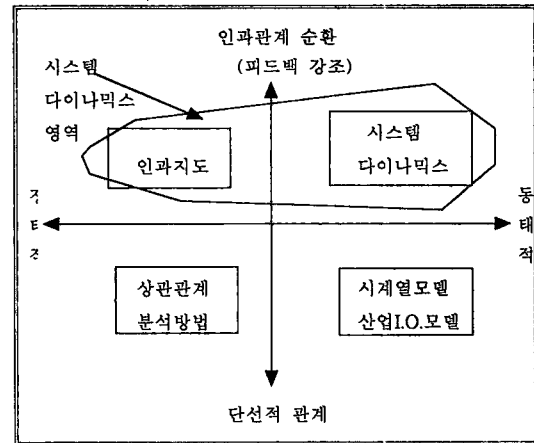 인과관계 순환
(피드백 강조)
시스템
다이나믹스
영역
인과지도
시스템
다이나믹스
동
태
적
상관관계
분석방법
시계열모델
산업I.O.모델
단선적 관계